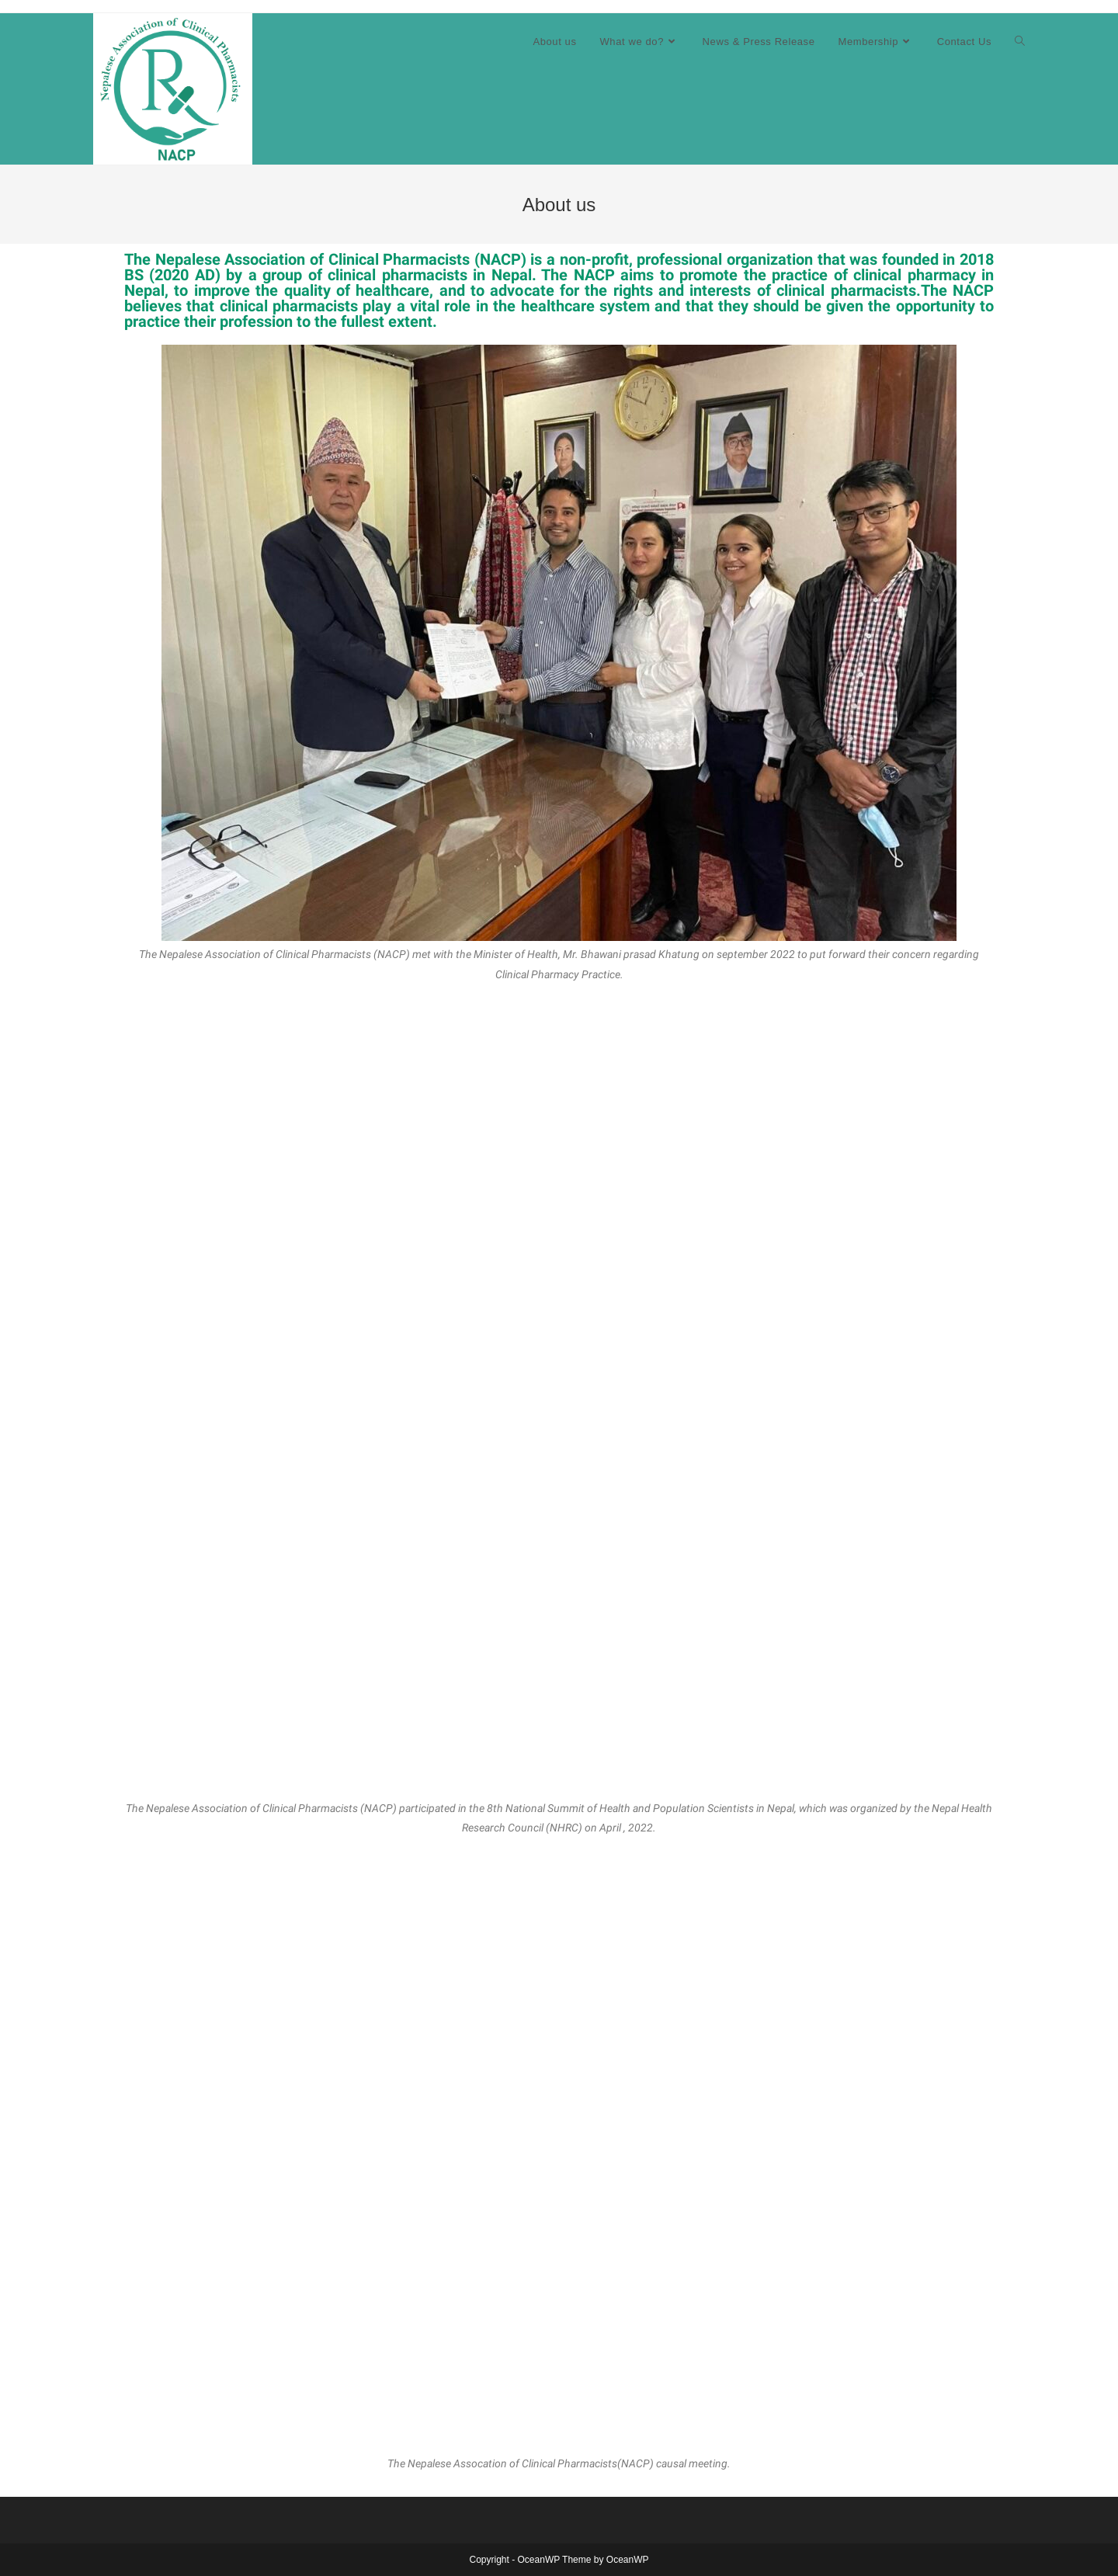 Nepalese Association of Clinical Pharmacists
Rx
NACP
About us
What we do?
News & Press Release
Membership
Contact Us
About us
The Nepalese Association of Clinical Pharmacists (NACP) is a non-profit, professional organization that was founded in 2018
BS (2020 AD) by a group of clinical pharmacists in Nepal. The NACP aims to promote the practice of clinical pharmacy in
Nepal, to improve the quality of healthcare, and to advocate for the rights and interests of clinical pharmacists.The NACP
believes that clinical pharmacists play a vital role in the healthcare system and that they should be given the opportunity to
practice their profession to the fullest extent.
The Nepalese Association of Clinical Pharmacists (NACP) met with the Minister of Health, Mr. Bhawani prasad Khatung on september 2022 to put forward their concern regarding
Clinical Pharmacy Practice.
The Nepalese Association of Clinical Pharmacists (NACP) participated in the 8th National Summit of Health and Population Scientists in Nepal, which was organized by the Nepal Health
Research Council (NHRC) on April , 2022.
The Nepalese Assocation of Clinical Pharmacists(NACP) causal meeting.
Copyright - OceanWP Theme by OceanWP